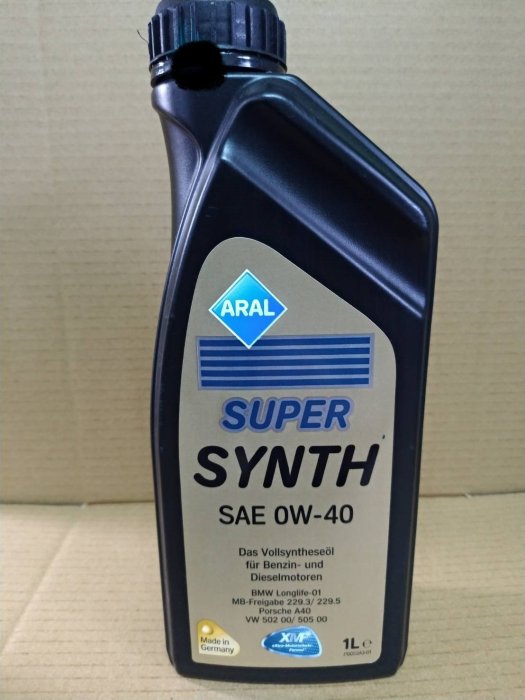 ARAL
SUPER
SYNTH
SAE 0W-40
Das Vollsyntheseöl
für Benzin- und
Dieselmotoren
BMW Longlife-01
MB-Freigabe 229.3/ 229.5
Porsche A40
VW 502 00/ 505 00
Made in
Germany
XMP
1L e